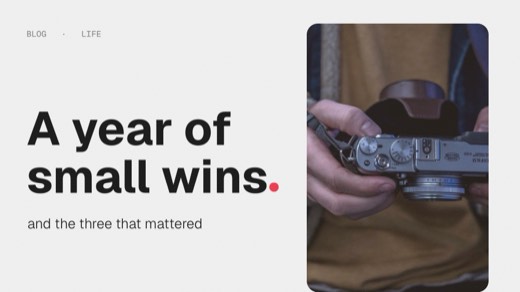 BLOG · LIFE
A year of
small wins.
and the three that mattered